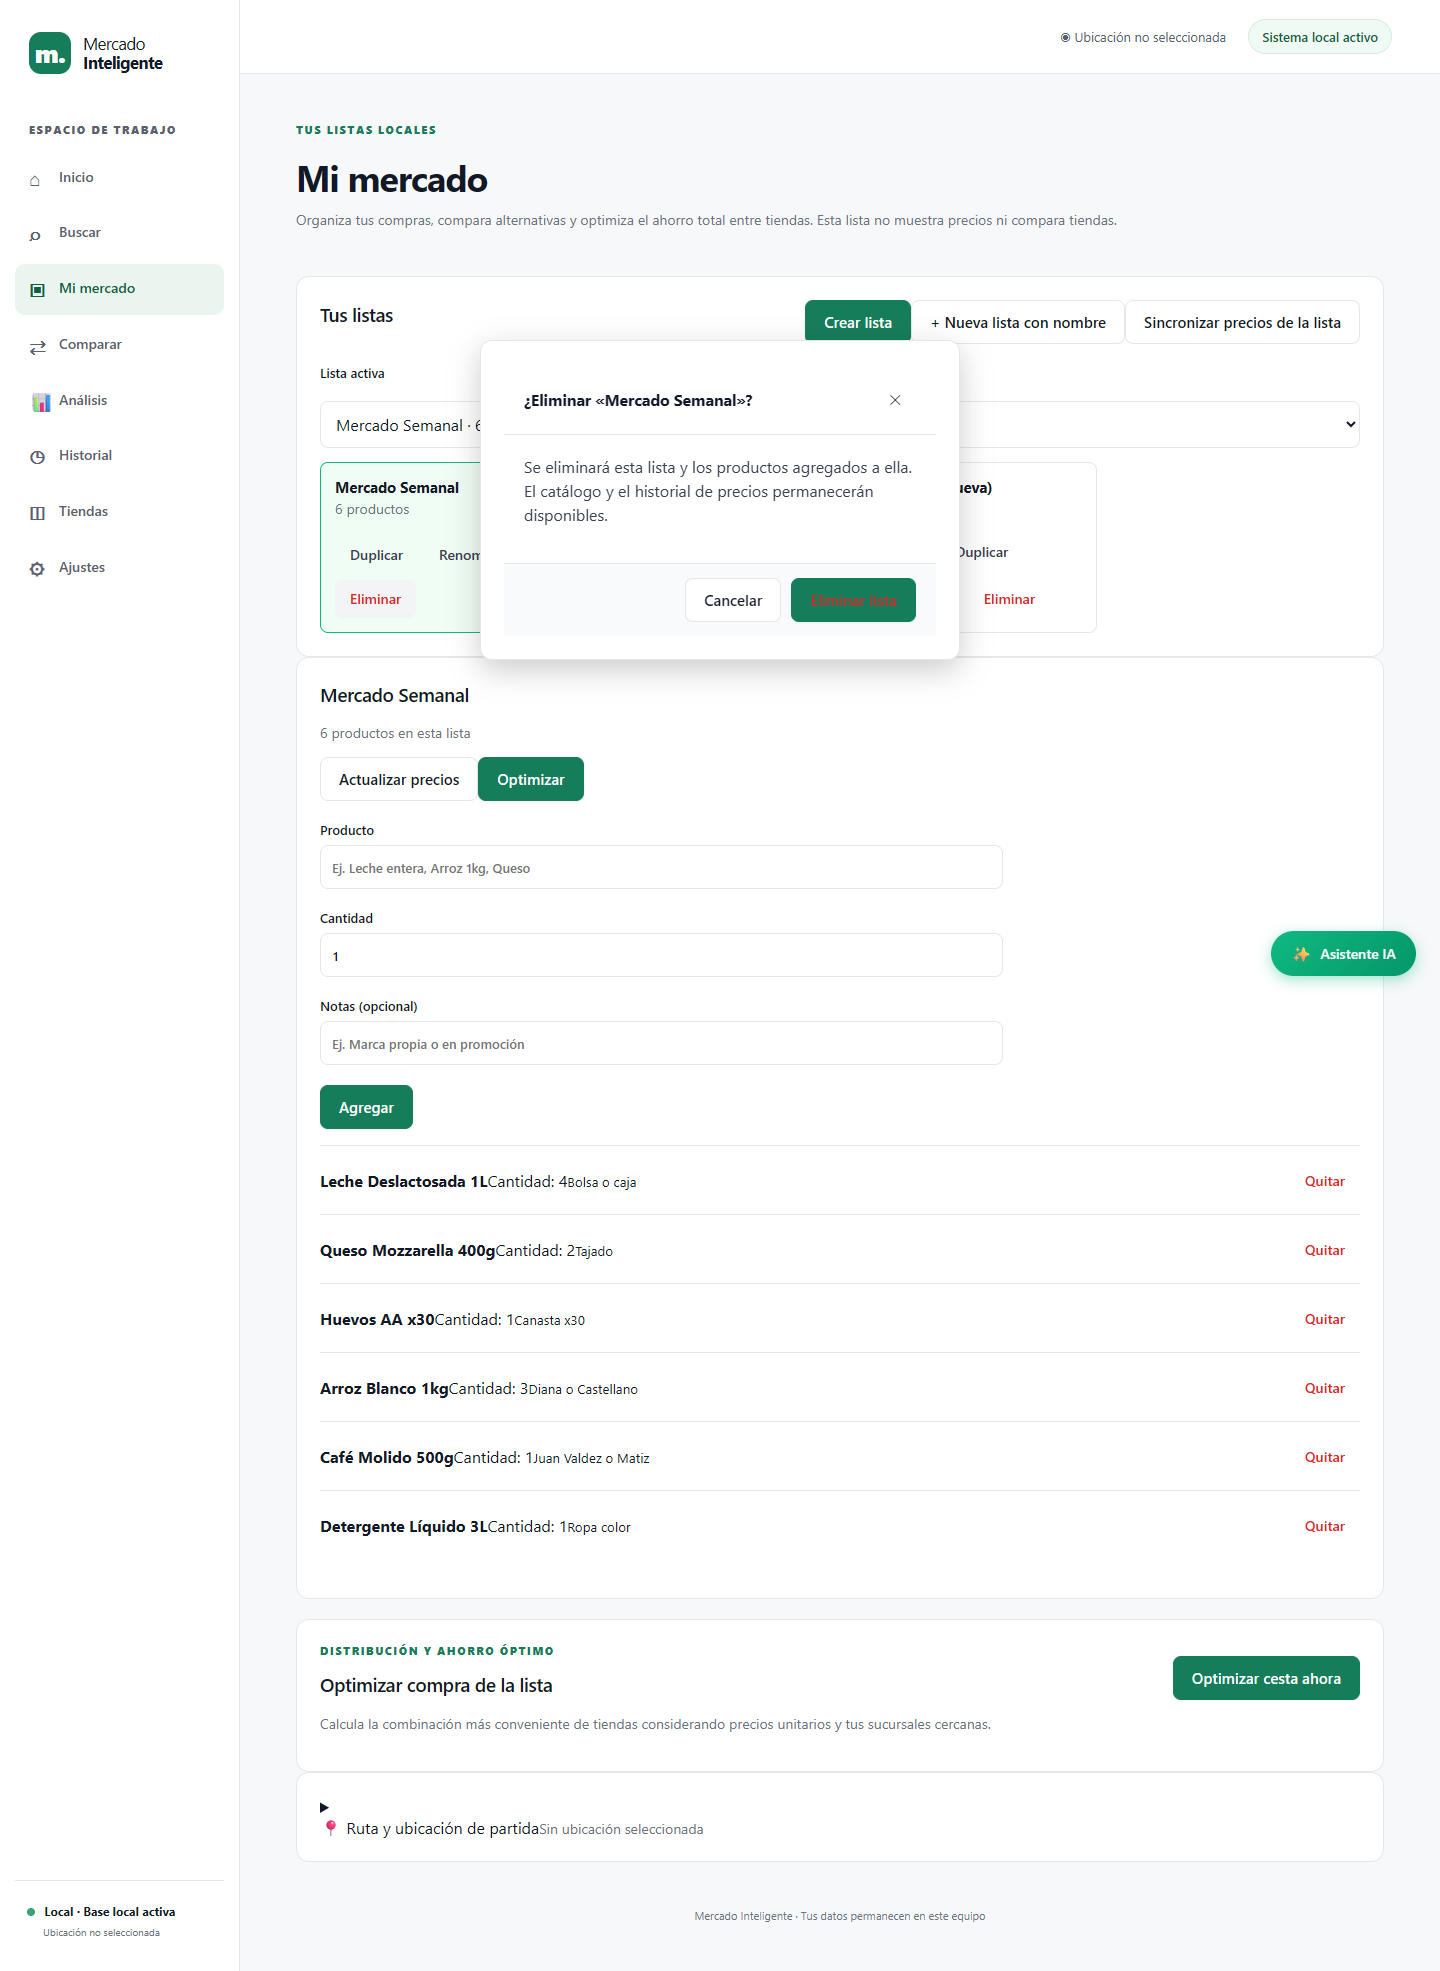 m.
Mercado
Inteligente
ESPACIO DE TRABAJO
Inicio
Buscar
Mi mercado
Comparar
Análisis
Historial
Tiendas
Ajustes
Local · Base local activa
Ubicación no seleccionada
Ubicación no seleccionada
Sistema local activo
TUS LISTAS LOCALES
Mi mercado
Organiza tus compras, compara alternativas y optimiza el ahorro total entre tiendas. Esta lista no muestra precios ni compara tiendas.
Tus listas
Crear lista
+ Nueva lista con nombre
Sincronizar precios de la lista
Lista activa
Mercado Semanal · 6
Mercado Semanal
6 productos
Duplicar
Renom
Eliminar
ueva)
Duplicar
Eliminar
¿Eliminar «Mercado Semanal»?
Se eliminará esta lista y los productos agregados a ella.
El catálogo y el historial de precios permanecerán
disponibles.
Cancelar
Eliminar lista
Mercado Semanal
6 productos en esta lista
Actualizar precios
Optimizar
Producto
Ej. Leche entera, Arroz 1kg, Queso
Cantidad
1
Notas (opcional)
Ej. Marca propia o en promoción
Agregar
Asistente IA
Leche Deslactosada 1LCantidad: 4Bolsa o caja
Quitar
Queso Mozzarella 400gCantidad: 2Tajado
Quitar
Huevos AA x30Cantidad: 1Canasta x30
Quitar
Arroz Blanco 1kgCantidad: 3Diana o Castellano
Quitar
Café Molido 500gCantidad: 1Juan Valdez o Matiz
Quitar
Detergente Líquido 3LCantidad: 1Ropa color
Quitar
DISTRIBUCIÓN Y AHORRO ÓPTIMO
Optimizar compra de la lista
Calcula la combinación más conveniente de tiendas considerando precios unitarios y tus sucursales cercanas.
Optimizar cesta ahora
Ruta y ubicación de partidaSin ubicación seleccionada
Mercado Inteligente · Tus datos permanecen en este equipo